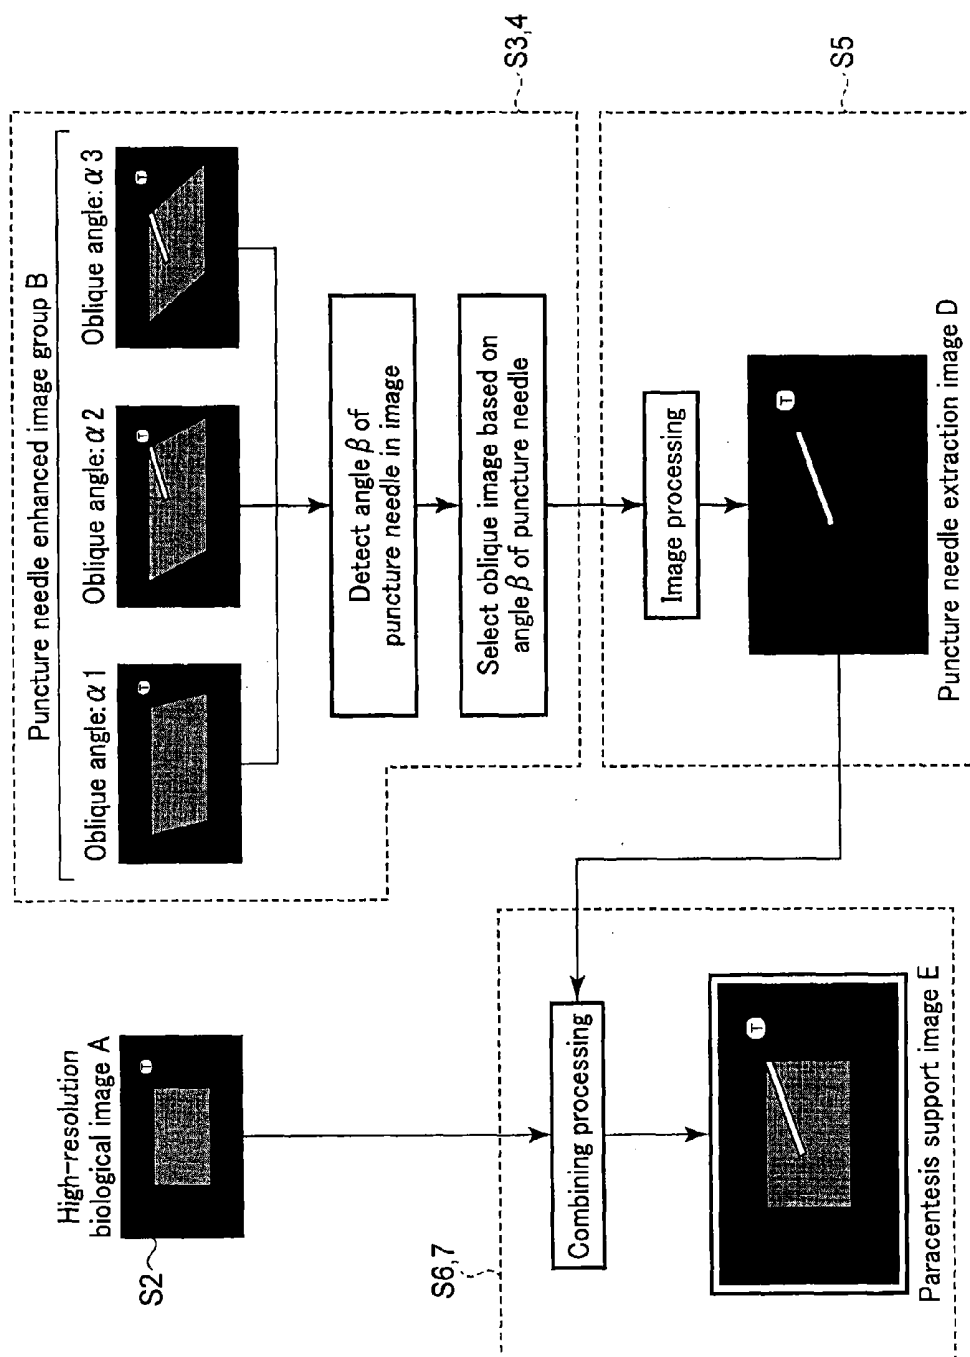 High-resolution
biological image A
T
S2
Puncture needle enhanced image group B
Oblique angle: α1
T
Oblique angle: α2
T
Oblique angle: α3
T
Detect angle β of
puncture needle in image
Select oblique image based on
angle β of puncture needle
S3,4
Image processing
T
Puncture needle extraction image D
S5
S6,7
Combining processing
T
Paracentesis support image E